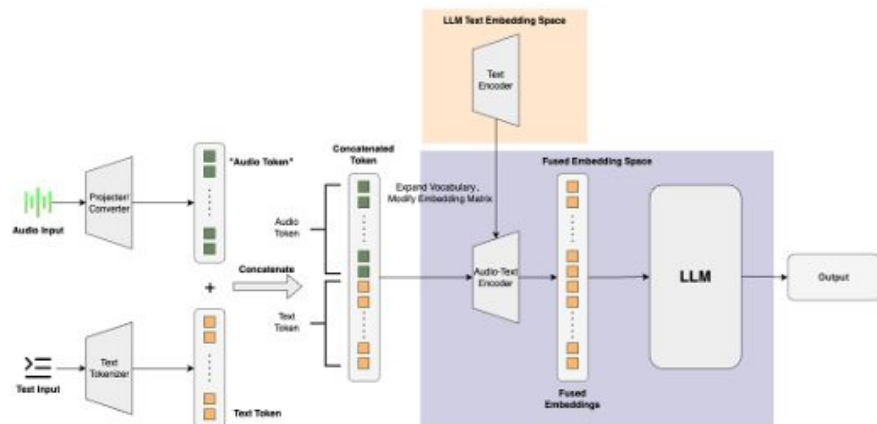 LLM Text Embedding Space
Text
Encoder
"Audio Token"
Concatenated
Token
Fused Embedding Space
Projecter/
Converter
Audio Input
Expand Vocabulary,
Modify Embedding Matrix
Audio
Token
Concatenate
+
Audio-Text
Encoder
LLM
Output
Text
Token
Text
Tokenizer
Text Input
Text Token
Fused
Embeddings